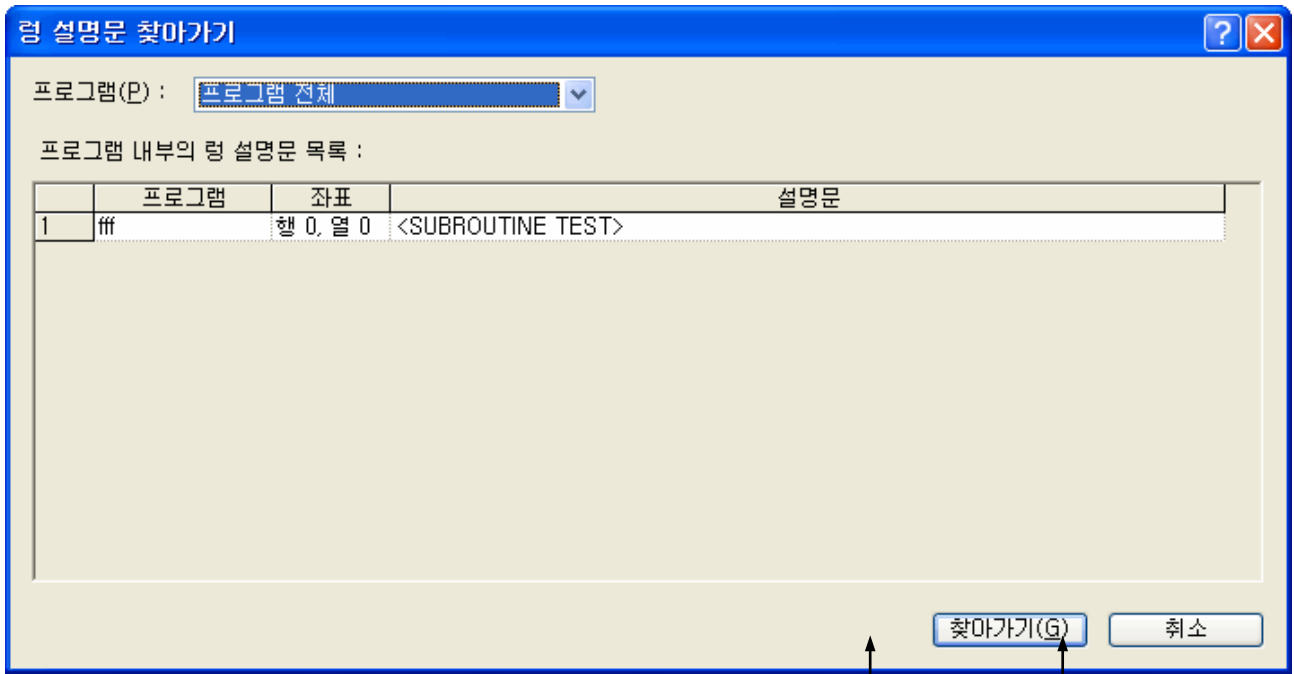 렁 설명문 찾아가기
프로그램(P) : 프로그램 전체
프로그램 내부의 렁 설명문 목록 :
프로그램 좌표 설명문
1 fff 행 0, 열 0 <SUBROUTINE TEST>
찾아가기(G) 취소